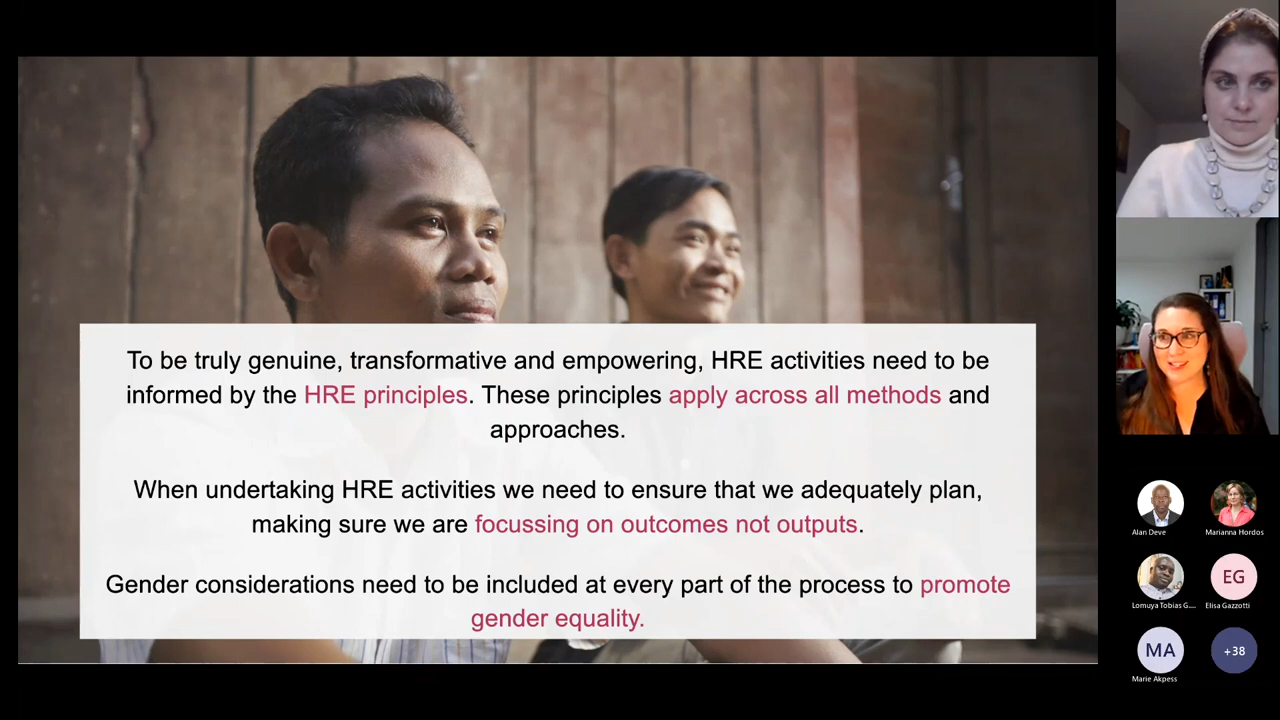 To be truly genuine, transformative and empowering, HRE activities need to be
informed by the HRE principles. These principles apply across all methods and
approaches.
When undertaking HRE activities we need to ensure that we adequately plan,
making sure we are focussing on outcomes not outputs.
Gender considerations need to be included at every part of the process to promote
gender equality.
Alan Deve
Marianna Hordos
Lomuya Tobias G...
EG
Elisa Gazzotti
MA
Marie Akpess
+38